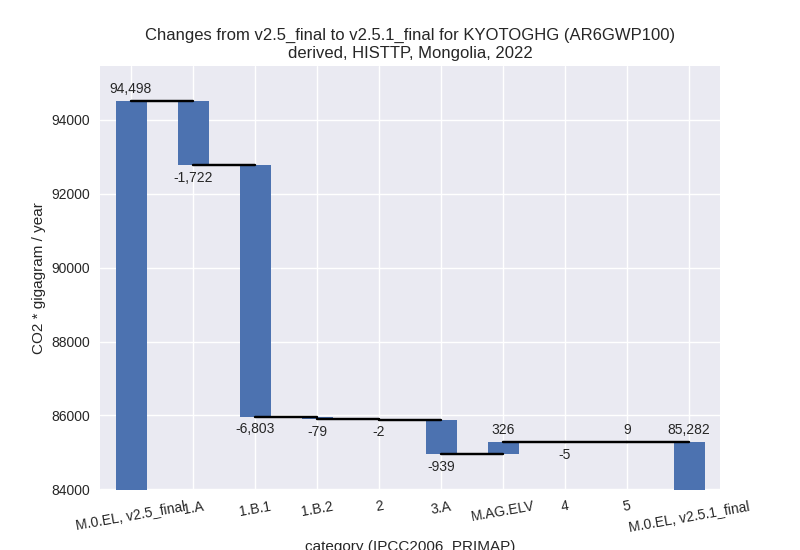 Changes from v2.5_final to v2.5.1_final for KYOTOGHG (AR6GWP100)
derived, HISTTP, Mongolia, 2022
94,498
-1,722
-6,803
-79
-2
-939
326
-5
9
85,282
CO2 * gigagram / year
94000
92000
90000
88000
86000
84000
M.0.EL, v2.5_final
1.A
1.B.1
1.B.2
2
3.A
M.AG.ELV
4
5
M.0.EL, v2.5.1_final
category (IPCC2006_PRIMAP)